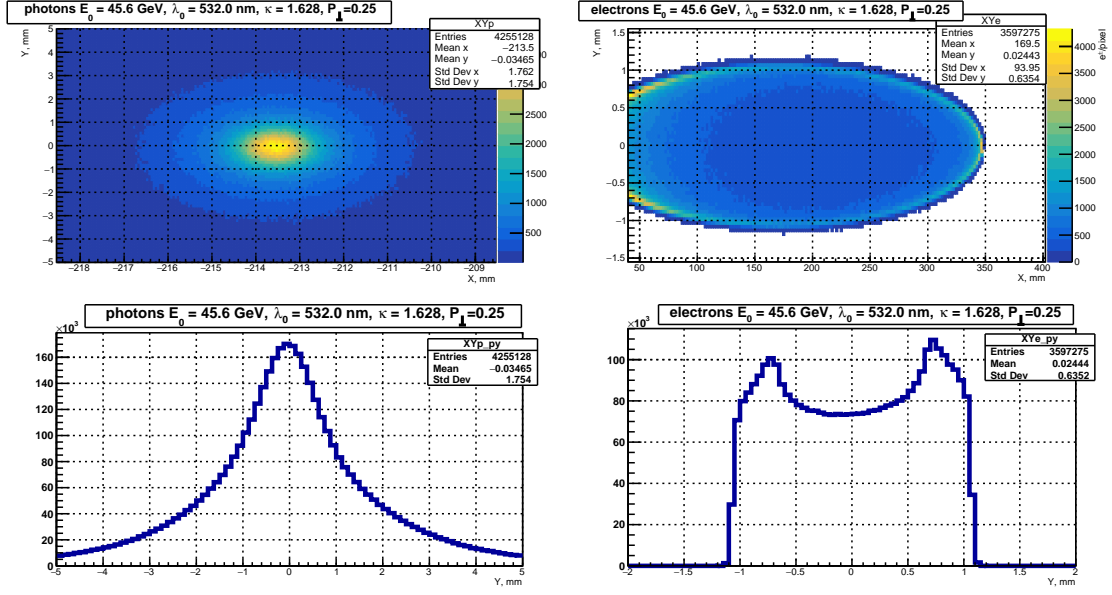 photons E0 = 45.6 GeV, λ0 = 532.0 nm, κ = 1.628, P⊥=0.25
Y, mm
5
4
3
2
1
0
−1
−2
−3
−4
−5
−218 −217 −216 −215 −214 −213 −212 −211 −210 −209
X, mm
XYp
Entries 4255128
Mean x −213.5
Mean y −0.03465
Std Dev x 1.762
Std Dev y 1.754
2000
1500
1000
500
electrons E0 = 45.6 GeV, λ0 = 532.0 nm, κ = 1.628, P⊥=0.25
Y, mm
1.5
1
0.5
0
−0.5
−1
−1.5
50 100 150 200 250 300 350 400
X, mm
XYe
Entries 3597275
Mean x 169.5
Mean y 0.02443
Std Dev x 93.95
Std Dev y 0.6354
4000
3500
3000
2500
2000
1500
1000
500
0
photons E0 = 45.6 GeV, λ0 = 532.0 nm, κ = 1.628, P⊥=0.25
×10³
160
140
120
100
80
60
40
20
0
−5 −4 −3 −2 −1 0 1 2 3 4 5
Y, mm
XYp_py
Entries 4255128
Mean −0.03465
Std Dev 1.754
electrons E0 = 45.6 GeV, λ0 = 532.0 nm, κ = 1.628, P⊥=0.25
×10³
100
80
60
40
20
0
−2 −1.5 −1 −0.5 0 0.5 1 1.5 2
Y, mm
XYe_py
Entries 3597275
Mean 0.02444
Std Dev 0.6352